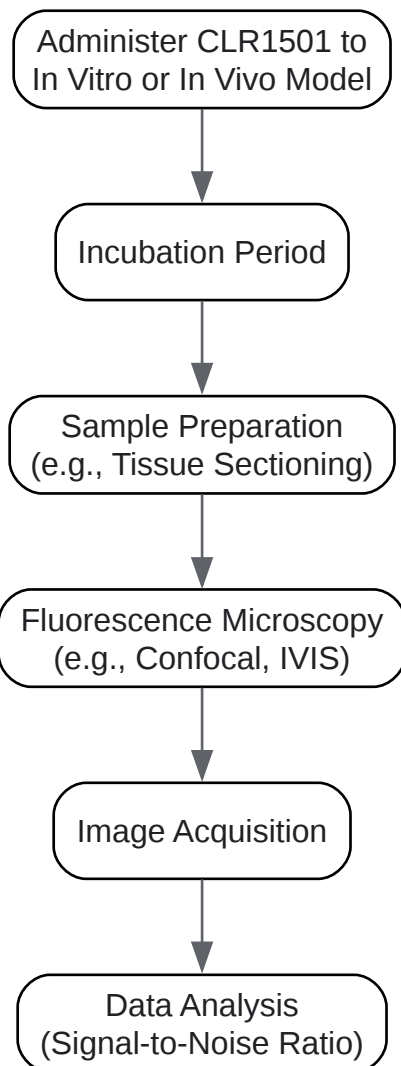 Administer CLR1501 to
In Vitro or In Vivo Model
Incubation Period
Sample Preparation
(e.g., Tissue Sectioning)
Fluorescence Microscopy
(e.g., Confocal, IVIS)
Image Acquisition
Data Analysis
(Signal-to-Noise Ratio)